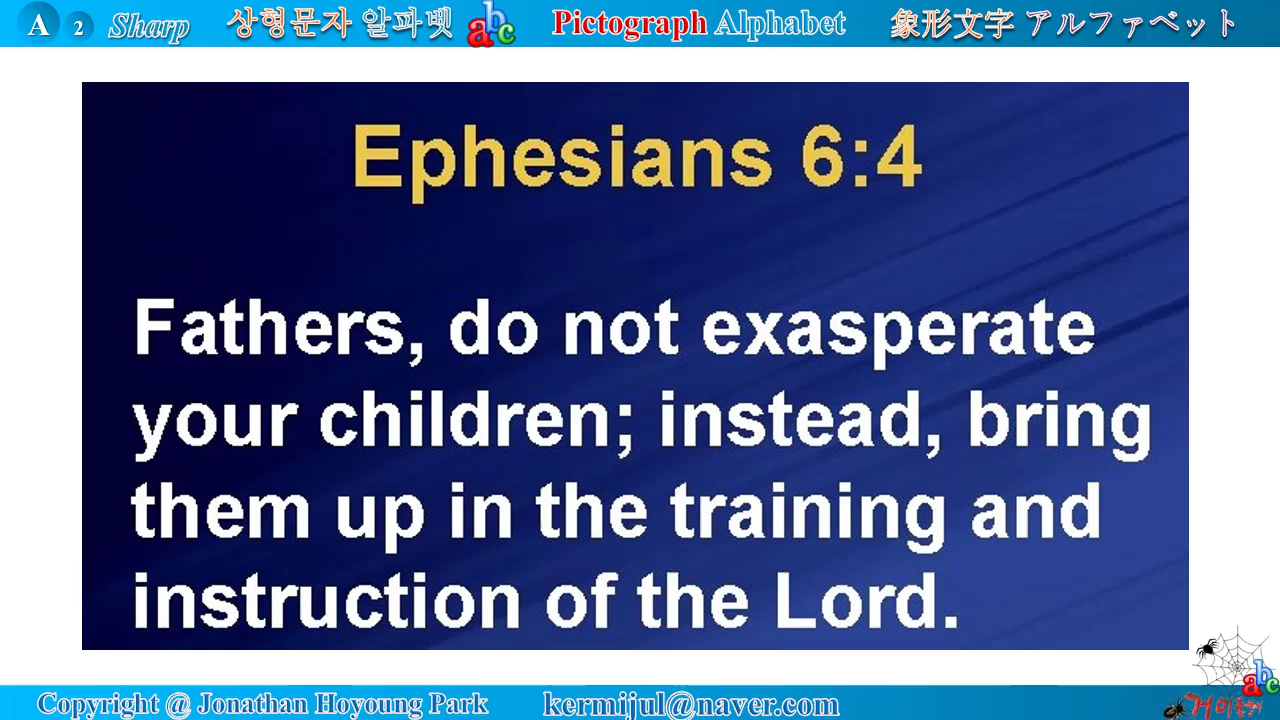 A 2 Sharp 상형문자 알파벳 abc Pictograph Alphabet 象形文字 アルファベット
Ephesians 6:4
Fathers, do not exasperate
your children; instead, bring
them up in the training and
instruction of the Lord.
abc
Copyright @ Jonathan Hoyoung Park kermijul@naver.com